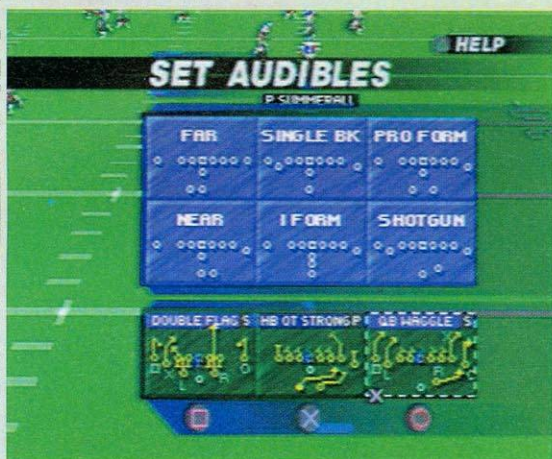 HELP
SET AUDIBLES
P SUMMERALL
FAR SINGLE BK PRO FORM
NEAR I FORM SHOTGUN
DOUBLE FLAG S HB OT STRONG P QB WAGGLE S